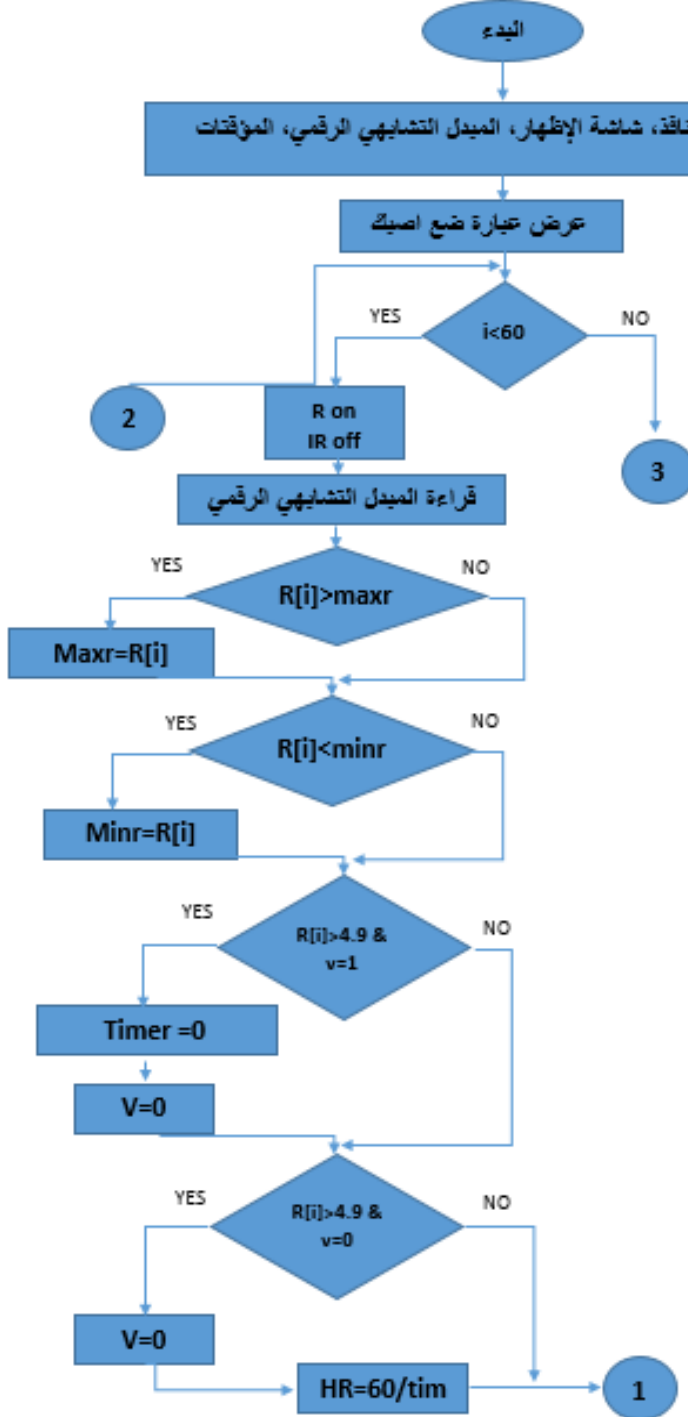 البدء
شاشة الإظهار، المبدل التشابهي الرقمي، المؤقتات
عرض عبارة ضع اصبك
YES
i<60
NO
2
R on
IR off
3
قراءة المبدل التشابهي الرقمي
YES
R[i]>maxr
NO
Maxr=R[i]
YES
R[i]<minr
NO
Minr=R[i]
YES
R[i]>4.9 &
v=1
NO
Timer =0
V=0
YES
R[i]>4.9 &
v=0
NO
V=0
HR=60/tim
1